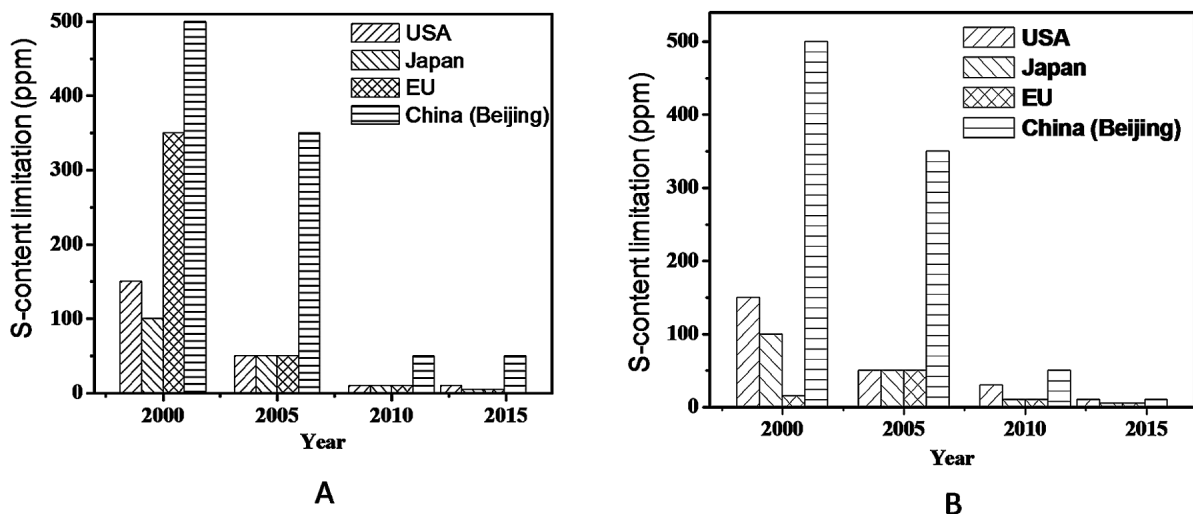 S-content limitation (ppm)
500
400
300
200
100
0
USA
Japan
EU
China (Beijing)
2000 2005 2010 2015
Year
A
S-content limitation (ppm)
500
400
300
200
100
0
USA
Japan
EU
China (Beijing)
2000 2005 2010 2015
Year
B